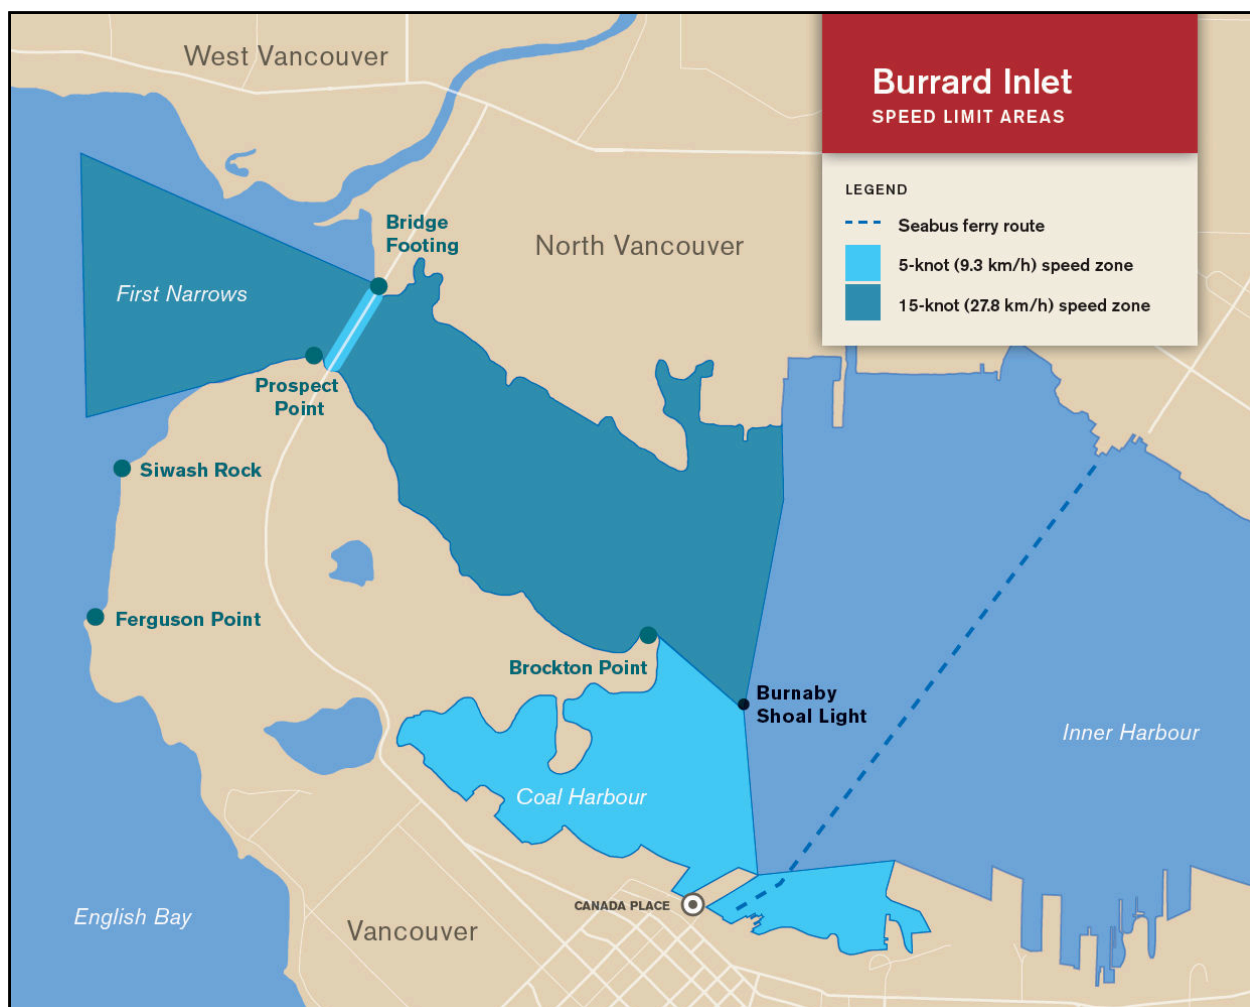 West Vancouver
Burrard Inlet
SPEED LIMIT AREAS
LEGEND
Seabus ferry route
5-knot (9.3 km/h) speed zone
15-knot (27.8 km/h) speed zone
Bridge
Footing
North Vancouver
First Narrows
Prospect
Point
Siwash Rock
Ferguson Point
Brockton Point
Burnaby
Shoal Light
Inner Harbour
Coal Harbour
CANADA PLACE
English Bay
Vancouver